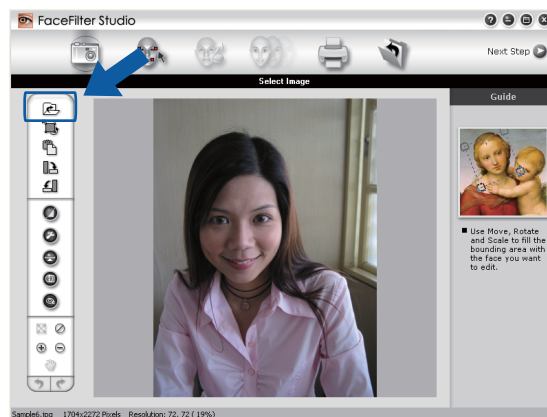 FaceFilter Studio
Next Step
Select Image
Guide
Use Move, Rotate
and Scale to fill the
bounding area with
the face you want
to edit.
Sample6.jpg 1704x2272 Pixels Resolution: 72, 72 ( 19%)